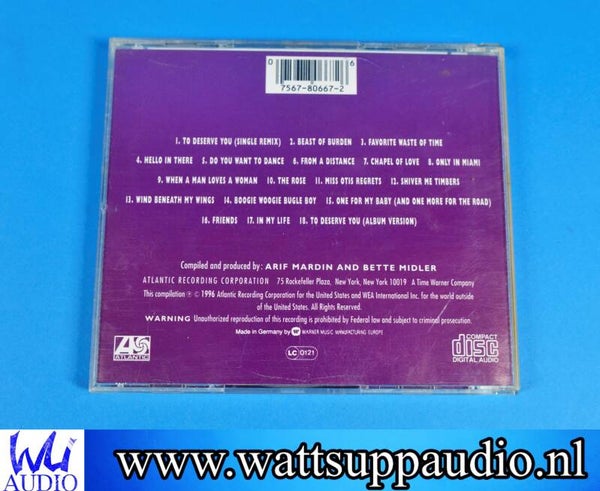 0 6
7567-80667-2
1. TO DESERVE YOU (SINGLE REMIX) 2. BEAST OF BURDEN 3. FAVORITE WASTE OF TIME
4. HELLO IN THERE 5. DO YOU WANT TO DANCE 6. FROM A DISTANCE 7. CHAPEL OF LOVE 8. ONLY IN MIAMI
9. WHEN A MAN LOVES A WOMAN 10. THE ROSE 11. MISS OTIS REGRETS 12. SHIVER ME TIMBERS
13. WIND BENEATH MY WINGS 14. BOOGIE WOOGIE BUGLE BOY 15. ONE FOR MY BABY (AND ONE MORE FOR THE ROAD)
16. FRIENDS 17. IN MY LIFE 18. TO DESERVE YOU (ALBUM VERSION)
Compiled and produced by: ARIF MARDIN AND BETTE MIDLER
ATLANTIC RECORDING CORPORATION 75 Rockefeller Plaza, New York, New York 10019 A Time Warner Company
This compilation ℗ © 1996 Atlantic Recording Corporation for the United States and WEA International Inc. for the world outside
of the United States. All Rights Reserved.
WARNING Unauthorized reproduction of this recording is prohibited by Federal law and subject to criminal prosecution.
Made in Germany by WARNER MUSIC MANUFACTURING EUROPE
ATLANTIC
LC 0121
COMPACT
disc
DIGITAL AUDIO
WU
AUDIO
www.wattsuppaudio.nl